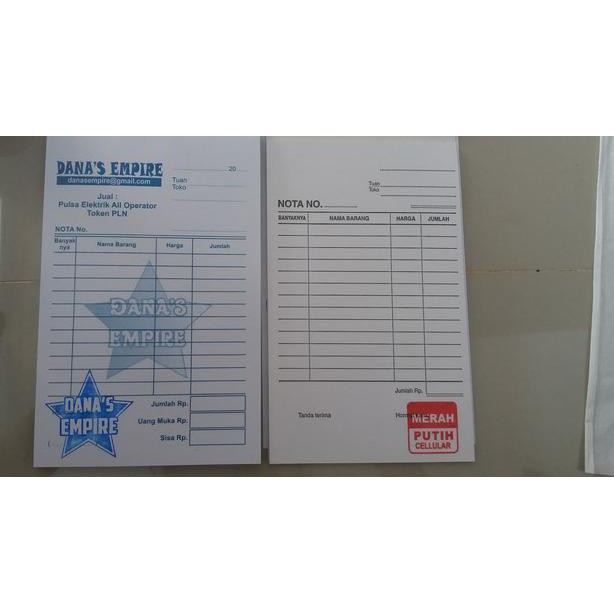 DANA'S EMPIRE
danasempire@gmail.com
20
Tuan
Toko
Jual :
Pulsa Elektrik All Operator
Token PLN
NOTA No.
Banyak nya Nama Barang Harga Jumlah
DANA'S
EMPIRE
Jumlah Rp.
Uang Muka Rp.
Sisa Rp.
DANA'S
EMPIRE
Tuan
Toko
NOTA NO.
BANYAKNYA NAMA BARANG HARGA JUMLAH
Jumlah Rp.
Tanda terima
MERAH
PUTIH
CELLULAR